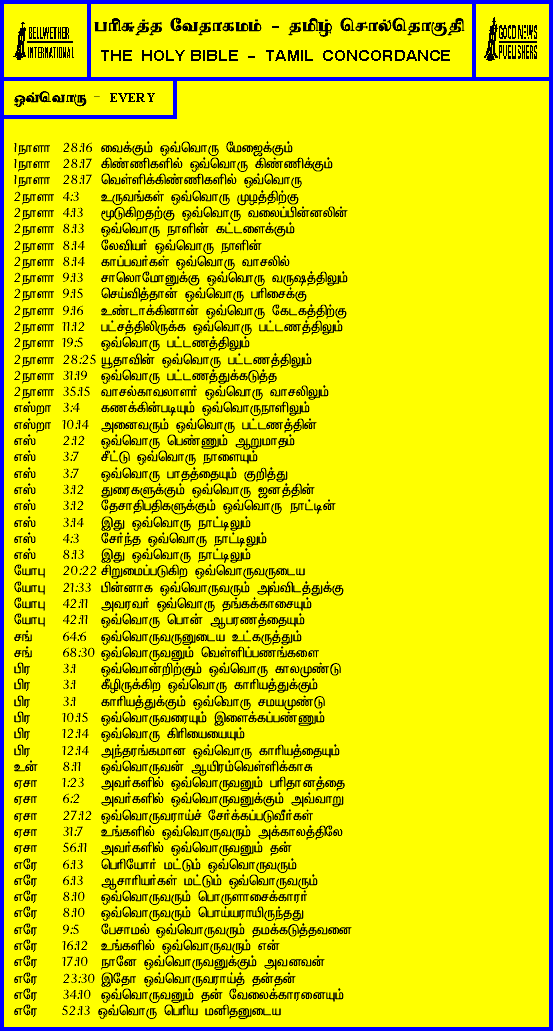 BELLWETHER INTERNATIONAL
பரிசுத்த வேதாகமம் - தமிழ் சொல்தொகுதி
THE HOLY BIBLE - TAMIL CONCORDANCE
GOOD NEWS PUBLISHERS
ஒவ்வொரு - EVERY
1நாளா 28:16 வைக்கும் ஒவ்வொரு மேஜைக்கும்
1நாளா 28:17 கிண்ணிகளில் ஒவ்வொரு கிண்ணிக்கும்
1நாளா 28:17 வெள்ளிக்கிண்ணிகளில் ஒவ்வொரு
2நாளா 4:3 உருவங்கள் ஒவ்வொரு முழத்திற்கு
2நாளா 4:13 மூடுகிறதற்கு ஒவ்வொரு வலைப்பின்னலின்
2நாளா 8:13 ஒவ்வொரு நாளின் கட்டளைக்கும்
2நாளா 8:14 லேவியர் ஒவ்வொரு நாளின்
2நாளா 8:14 காப்பவர்கள் ஒவ்வொரு வாசலில்
2நாளா 9:13 சாலொமோனுக்கு ஒவ்வொரு வருஷத்திலும்
2நாளா 9:15 செய்வித்தான் ஒவ்வொரு பரிசைக்கு
2நாளா 9:16 உண்டாக்கினான் ஒவ்வொரு கேடகத்திற்கு
2நாளா 11:12 பட்சத்திலிருக்க ஒவ்வொரு பட்டணத்திலும்
2நாளா 19:5 ஒவ்வொரு பட்டணத்திலும்
2நாளா 28:25 யூதாவின் ஒவ்வொரு பட்டணத்திலும்
2நாளா 31:19 ஒவ்வொரு பட்டணத்துக்கடுத்த
2நாளா 35:15 வாசல்காவலாளர் ஒவ்வொரு வாசலிலும்
எஸ்றா 3:4 கணக்கின்படியும் ஒவ்வொருநாளிலும்
எஸ்றா 10:14 அனைவரும் ஒவ்வொரு பட்டணத்தின்
எஸ் 2:12 ஒவ்வொரு பெண்ணும் ஆறுமாதம்
எஸ் 3:7 சீட்டு ஒவ்வொரு நாளையும்
எஸ் 3:7 ஒவ்வொரு பாதத்தையும் குறித்து
எஸ் 3:12 துரைகளுக்கும் ஒவ்வொரு ஜனத்தின்
எஸ் 3:12 தேசாதிபதிகளுக்கும் ஒவ்வொரு நாட்டின்
எஸ் 3:14 இது ஒவ்வொரு நாட்டிலும்
எஸ் 4:3 சேர்ந்த ஒவ்வொரு நாட்டிலும்
எஸ் 8:13 இது ஒவ்வொரு நாட்டிலும்
யோபு 20:22 சிறுமைப்படுகிற ஒவ்வொருவருடைய
யோபு 21:33 பின்னாக ஒவ்வொருவரும் அவ்விடத்துக்கு
யோபு 42:11 அவரவர் ஒவ்வொரு தங்கக்காசையும்
யோபு 42:11 ஒவ்வொரு பொன் ஆபரணத்தையும்
சங் 64:6 ஒவ்வொருவருனுடைய உட்கருத்தும்
சங் 68:30 ஒவ்வொருவனும் வெள்ளிப்பணங்களை
பிர 3:1 ஒவ்வொன்றிற்கும் ஒவ்வொரு காலமுண்டு
பிர 3:1 கீழிருக்கிற ஒவ்வொரு காரியத்துக்கும்
பிர 3:1 காரியத்துக்கும் ஒவ்வொரு சமயமுண்டு
பிர 10:15 ஒவ்வொருவரையும் இளைக்கப்பண்ணும்
பிர 12:14 ஒவ்வொரு கிரியையையும்
பிர 12:14 அந்தரங்கமான ஒவ்வொரு காரியத்தையும்
உன் 8:11 ஒவ்வொருவன் ஆயிரம்வெள்ளிக்காசு
ஏசா 1:23 அவர்களில் ஒவ்வொருவனும் பரிதானத்தை
ஏசா 6:2 அவர்களில் ஒவ்வொருவனுக்கும் அவ்வாறு
ஏசா 27:12 ஒவ்வொருவராய்ச் சேர்க்கப்படுவீர்கள்
ஏசா 31:7 உங்களில் ஒவ்வொருவரும் அக்காலத்திலே
ஏசா 56:11 அவர்களில் ஒவ்வொருவனும் தன்
எரே 6:13 பெரியோர் மட்டும் ஒவ்வொருவரும்
எரே 6:13 ஆசாரியர்கள் மட்டும் ஒவ்வொருவரும்
எரே 8:10 ஒவ்வொருவரும் பொருளாசைக்காரர்
எரே 8:10 ஒவ்வொருவரும் பொய்யராயிருந்தது
எரே 9:5 பேசாமல் ஒவ்வொருவரும் தமக்கடுத்தவனை
எரே 16:12 உங்களில் ஒவ்வொருவரும் என்
எரே 17:10 நானே ஒவ்வொருவனுக்கும் அவனவன்
எரே 23:30 இதோ ஒவ்வொருவராய்த் தன்தன்
எரே 34:10 ஒவ்வொருவனும் தன் வேலைக்காரனையும்
எரே 52:13 ஒவ்வொரு பெரிய மனிதனுடைய